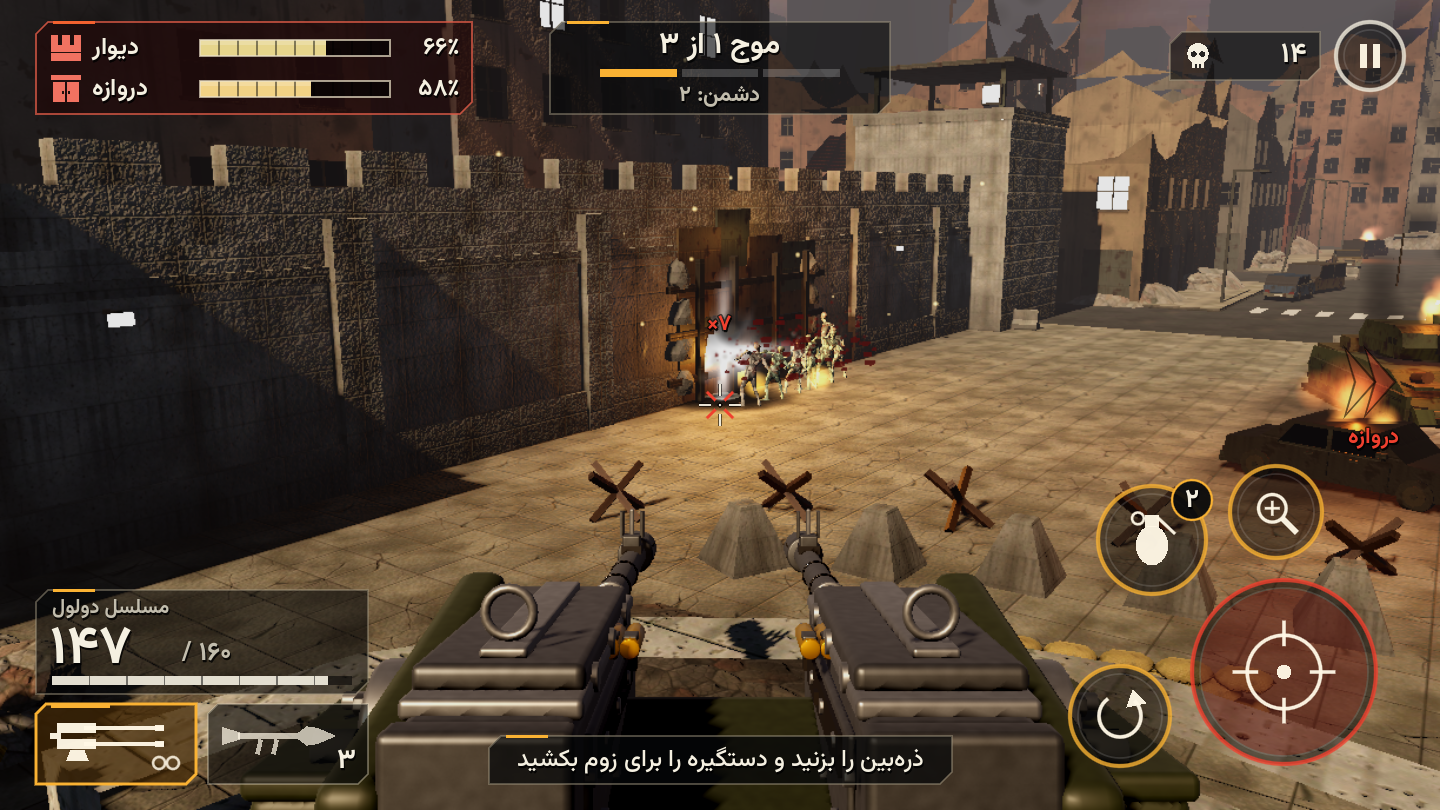 دیوار ۶۶٪
دروازه ۵۸٪
موج ۱ از ۳
دشمن: ۲
۱۴
×۷
دروازه
۲
مسلسل دولول
۱۴۷ / ۱۶۰
∞
۳
ذره‌بین را بزنید و دستگیره را برای زوم بکشید